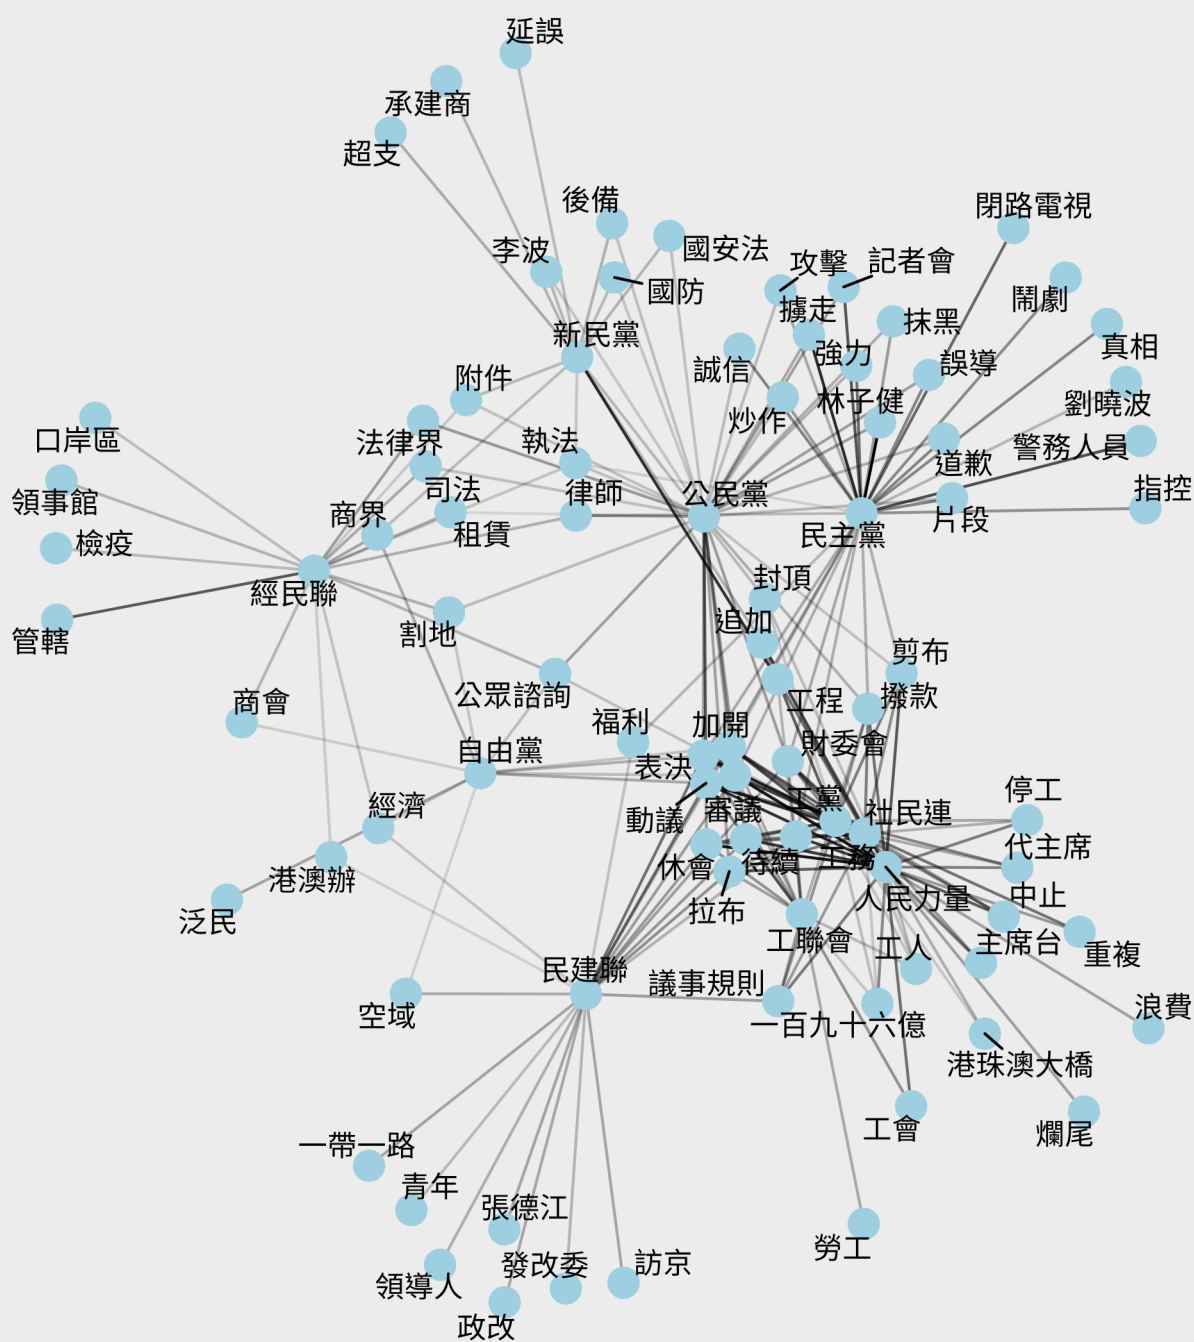 延誤
承建商
超支
後備
李波
國安法
國防
新民黨
攻擊
記者會
閉路電視
擄走
鬧劇
抹黑
強力
真相
誠信
誤導
附件
炒作
林子健
劉曉波
口岸區
法律界
執法
道歉
警務人員
領事館
司法
律師
公民黨
指控
商界
租賃
民主黨
片段
檢疫
經民聯
封頂
管轄
割地
追加
剪布
商會
公眾諮詢
工程
撥款
福利
加開
自由黨
表決
財委會
經濟
動議
審議
工黨
社民連
停工
港澳辦
休會
待續
工務
代主席
泛民
拉布
人民力量
中止
工聯會
工人
主席台
重複
民建聯
議事規則
空域
一百九十六億
浪費
港珠澳大橋
工會
爛尾
一帶一路
青年
張德江
勞工
領導人
發改委
訪京
政改